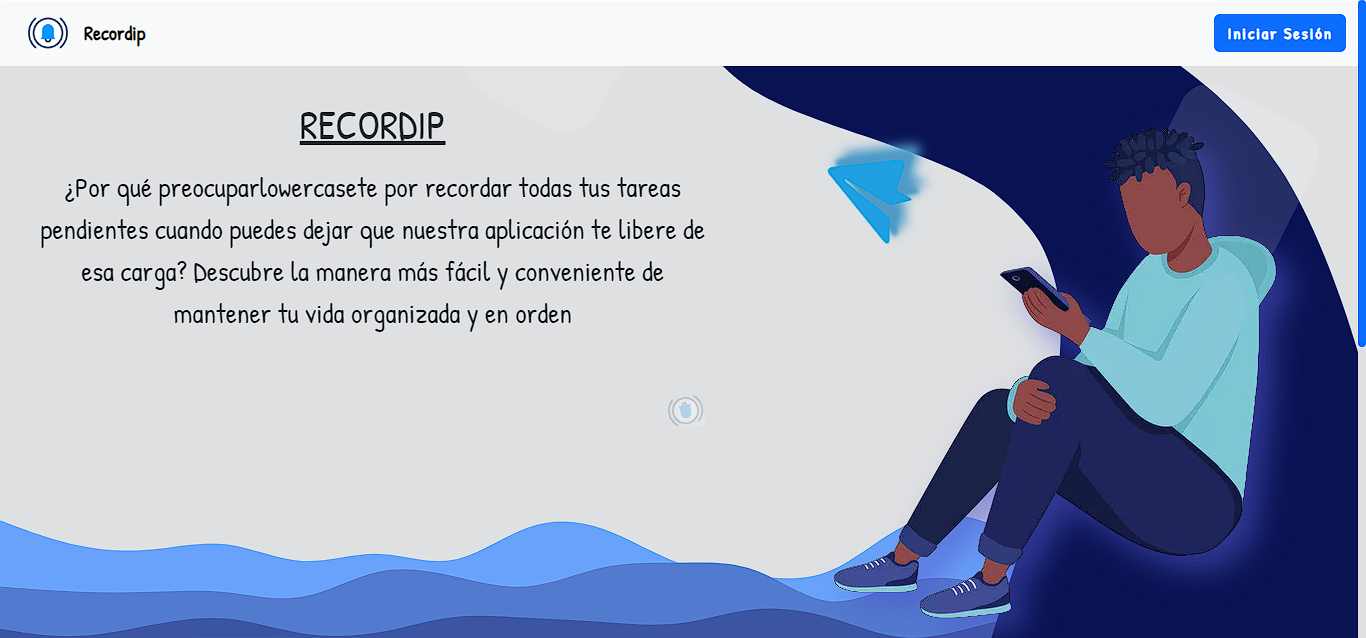 Recordip
Iniciar Sesión
RECORDIP
¿Por qué preocuparlowercasete por recordar todas tus tareas
pendientes cuando puedes dejar que nuestra aplicación te libere de
esa carga? Descubre la manera más fácil y conveniente de
mantener tu vida organizada y en orden